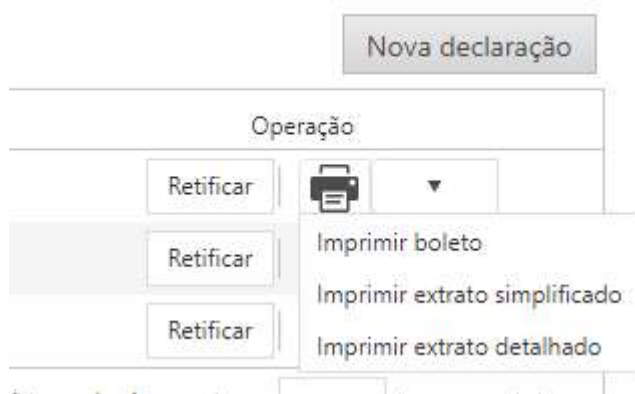 Nova declaração
Operação
Retificar
▼
Imprimir boleto
Retificar
Imprimir extrato simplificado
Retificar
Imprimir extrato detalhado